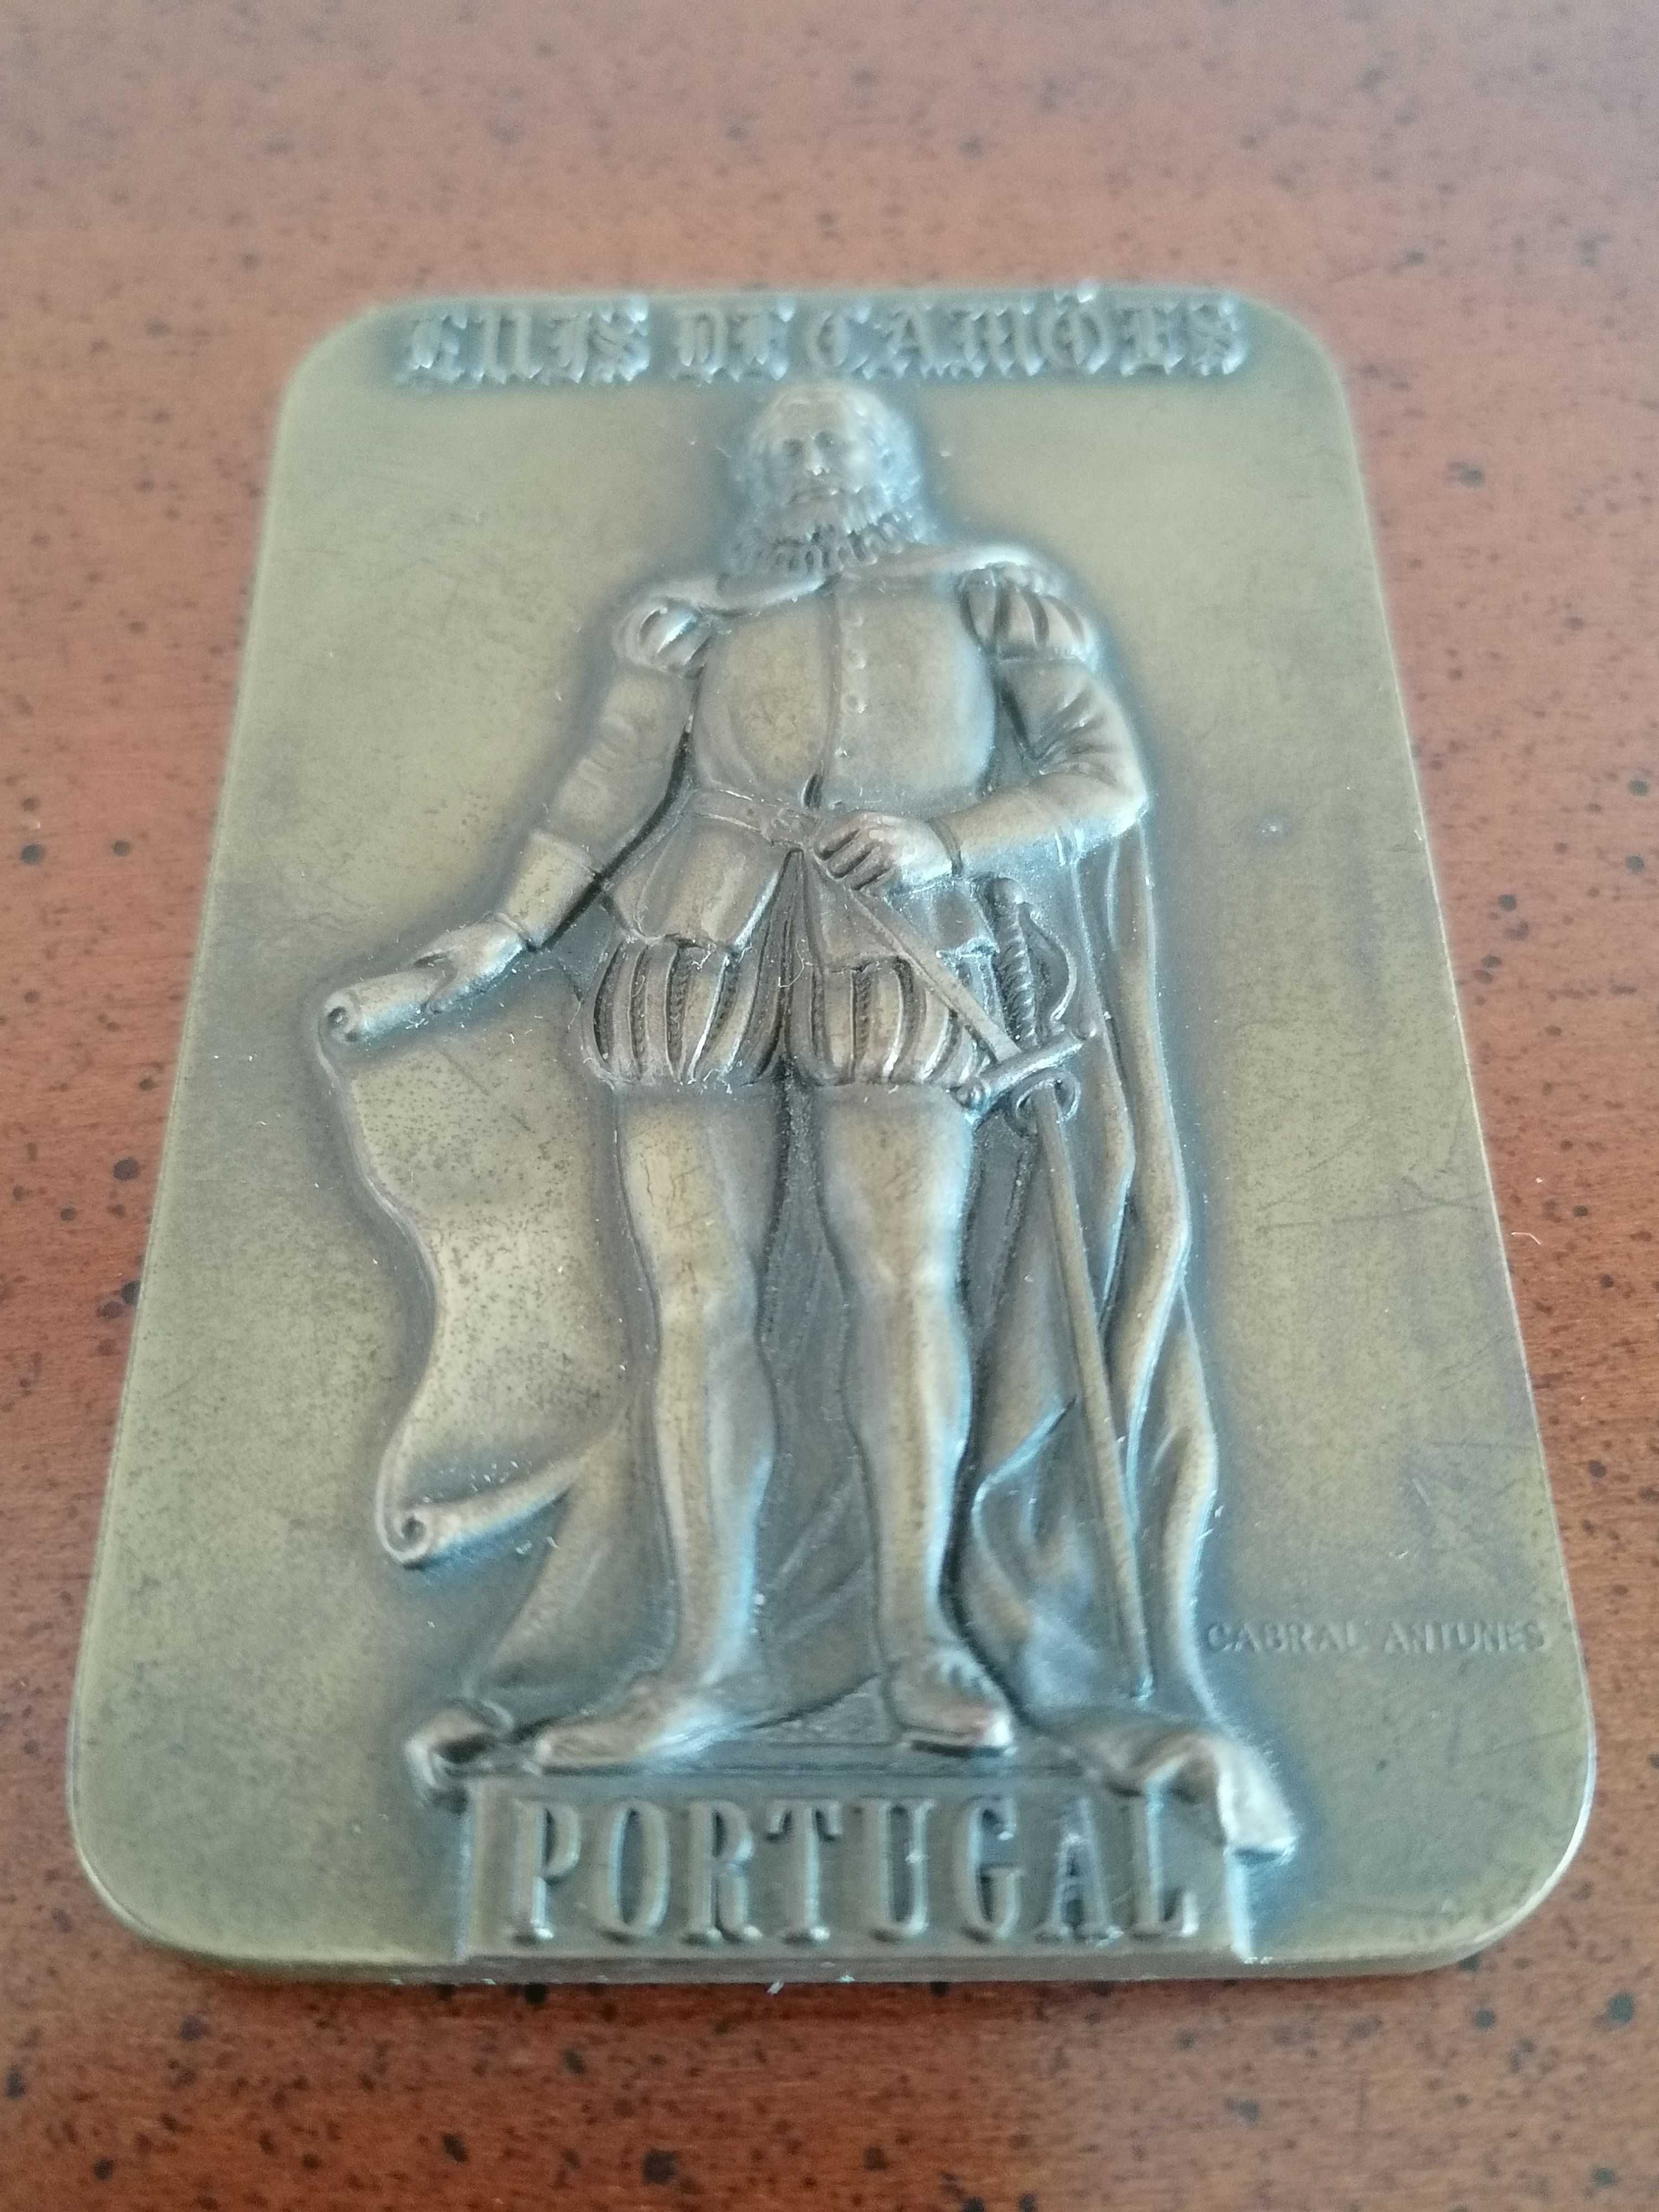 LUIS DE CAMÕES
CABRAL ANTUNES
PORTUGAL